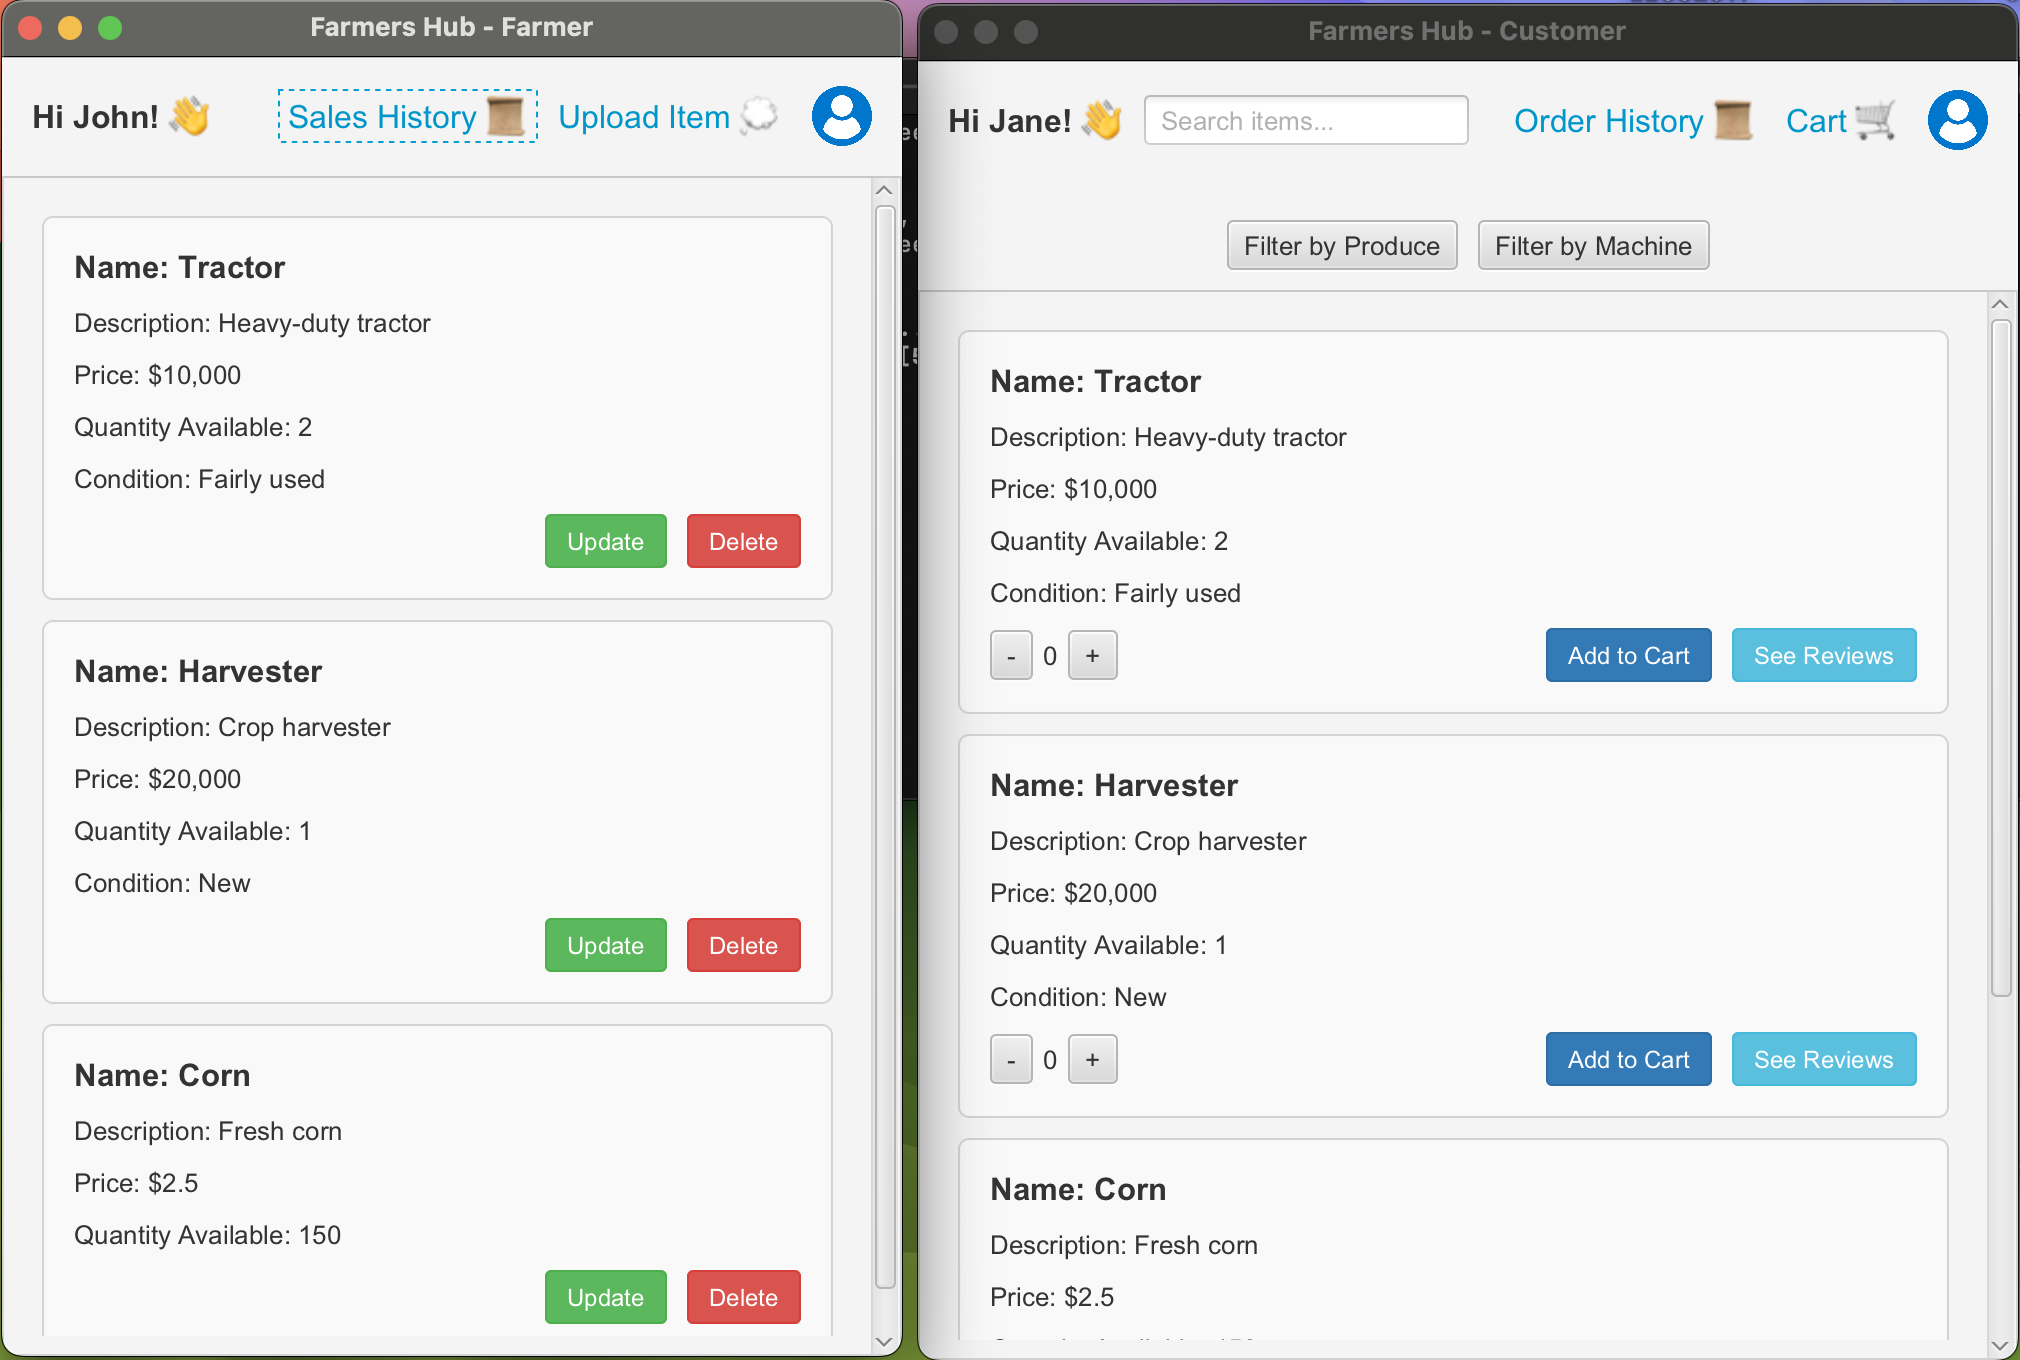 Farmers Hub - Farmer
Hi John! 👋
Sales History 📜
Upload Item 💭
Name: Tractor
Description: Heavy-duty tractor
Price: $10,000
Quantity Available: 2
Condition: Fairly used
Update
Delete
Name: Harvester
Description: Crop harvester
Price: $20,000
Quantity Available: 1
Condition: New
Update
Delete
Name: Corn
Description: Fresh corn
Price: $2.5
Quantity Available: 150
Update
Delete
Farmers Hub - Customer
Hi Jane! 👋
Search items...
Order History 📜
Cart 🛒
Filter by Produce
Filter by Machine
Name: Tractor
Description: Heavy-duty tractor
Price: $10,000
Quantity Available: 2
Condition: Fairly used
- 0 +
Add to Cart
See Reviews
Name: Harvester
Description: Crop harvester
Price: $20,000
Quantity Available: 1
Condition: New
- 0 +
Add to Cart
See Reviews
Name: Corn
Description: Fresh corn
Price: $2.5